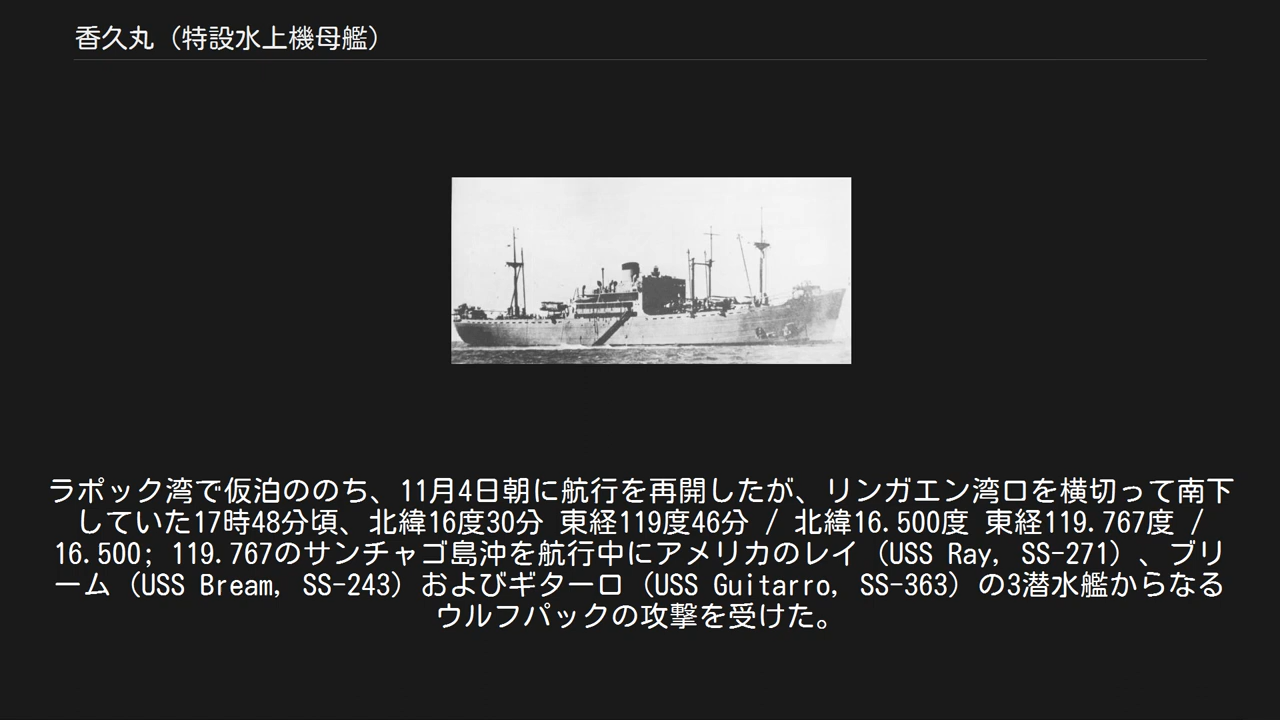 香久丸（特設水上機母艦）
ラポック湾で仮泊ののち、11月4日朝に航行を再開したが、リンガエン湾口を横切って南下
していた17時48分頃、北緯16度30分 東経119度46分 / 北緯16.500度 東経119.767度 /
16.500; 119.767のサンチャゴ島沖を航行中にアメリカのレイ（USS Ray, SS-271）、ブリ
ーム（USS Bream, SS-243）およびギターロ（USS Guitarro, SS-363）の3潜水艦からなる
ウルフパックの攻撃を受けた。